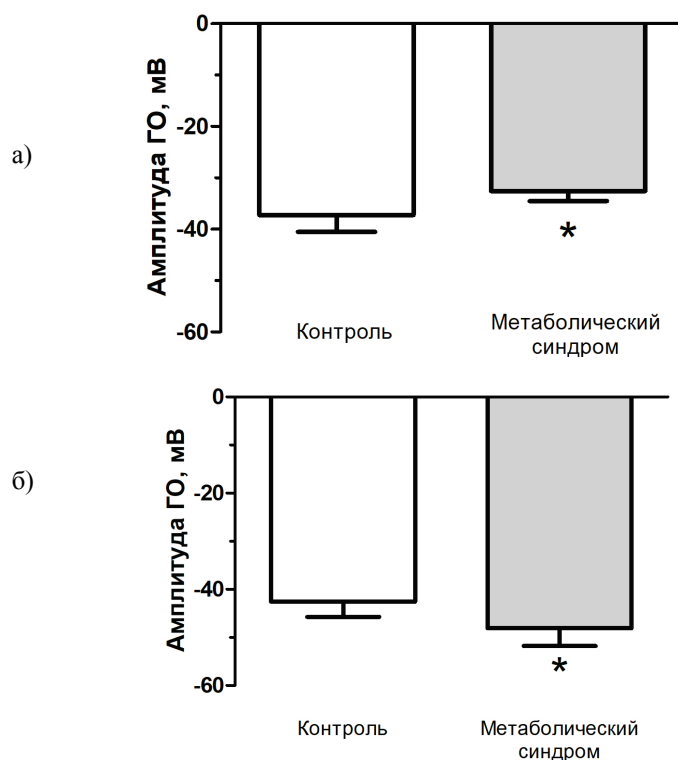 а)
Амплитуда ГО, мВ
0
-20
-40
-60
*
Контроль
Метаболический
синдром
б)
Амплитуда ГО, мВ
0
-20
-40
-60
*
Контроль
Метаболический
синдром